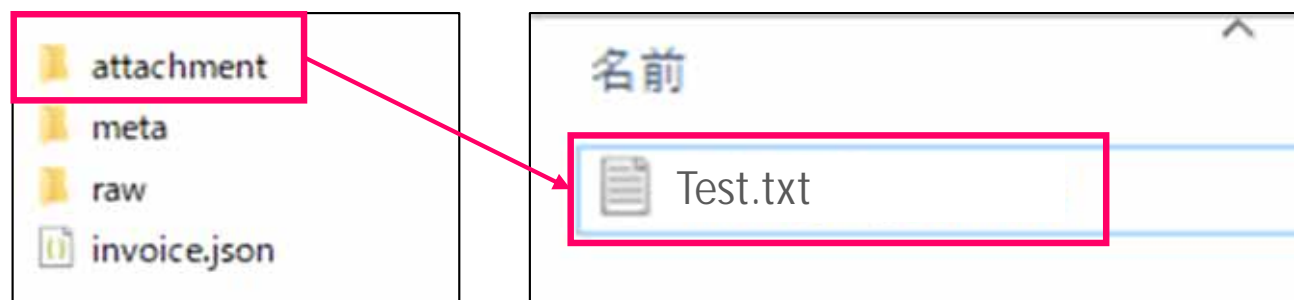 attachment
meta
raw
invoice.json
名前
Test.txt